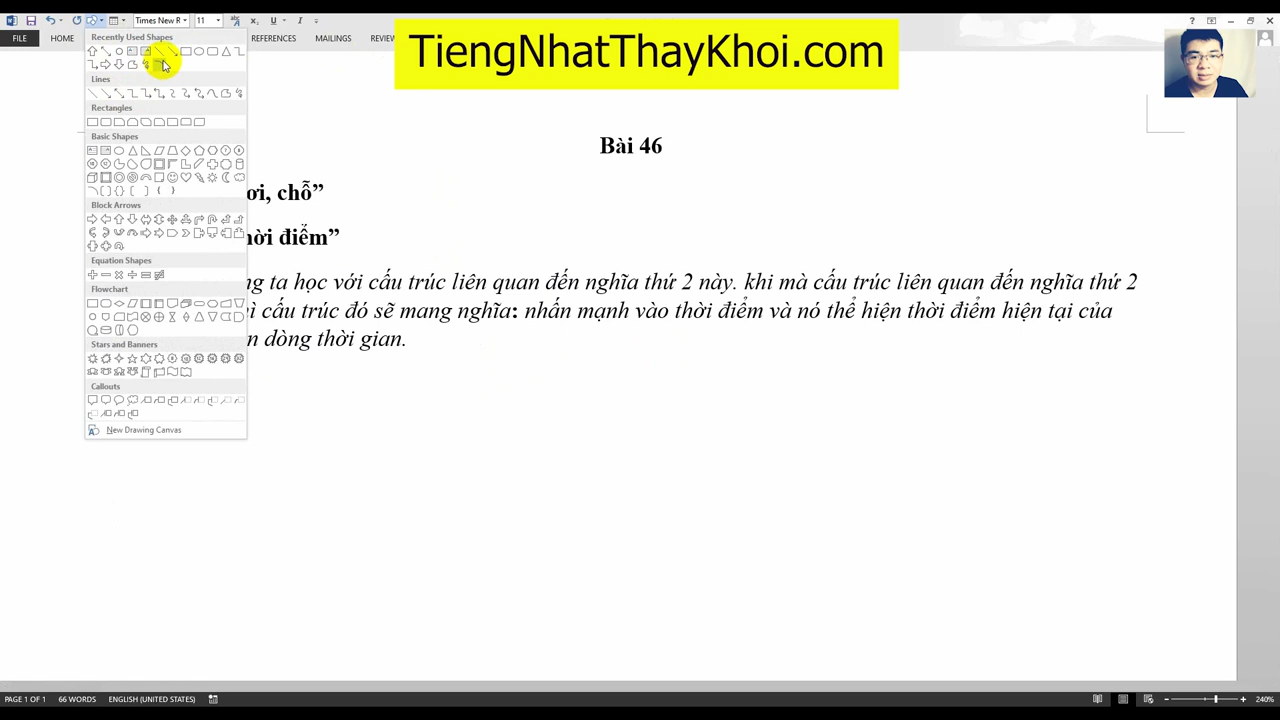 Times New R 11
Recently Used Shapes
FILE HOME REFERENCES MAILINGS REVIEW
TiengNhatThayKhoi.com
Lines
Rectangles
Basic Shapes
Block Arrows
Equation Shapes
Flowchart
Stars and Banners
Callouts
New Drawing Canvas
Bài 46
ơi, chỗ”
hời điểm”
ng ta học với cấu trúc liên quan đến nghĩa thứ 2 này. khi mà cấu trúc liên quan đến nghĩa thứ 2
ì cấu trúc đó sẽ mang nghĩa: nhấn mạnh vào thời điểm và nó thể hiện thời điểm hiện tại của
n dòng thời gian.
PAGE 1 OF 1 66 WORDS ENGLISH (UNITED STATES) 240%